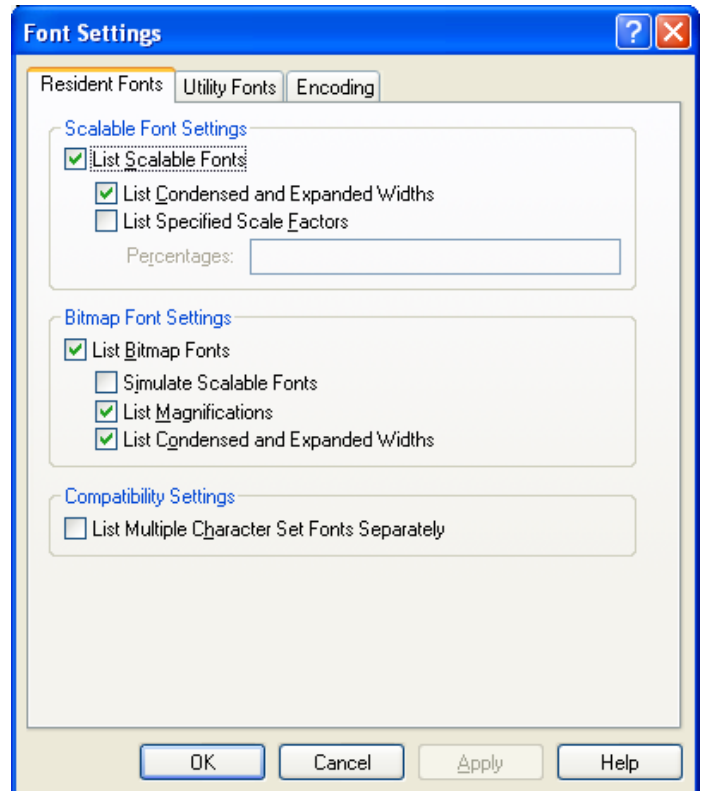 Font Settings
Resident Fonts Utility Fonts Encoding
Scalable Font Settings
List Scalable Fonts
List Condensed and Expanded Widths
List Specified Scale Factors
Percentages:
Bitmap Font Settings
List Bitmap Fonts
Simulate Scalable Fonts
List Magnifications
List Condensed and Expanded Widths
Compatibility Settings
List Multiple Character Set Fonts Separately
OK Cancel Apply Help